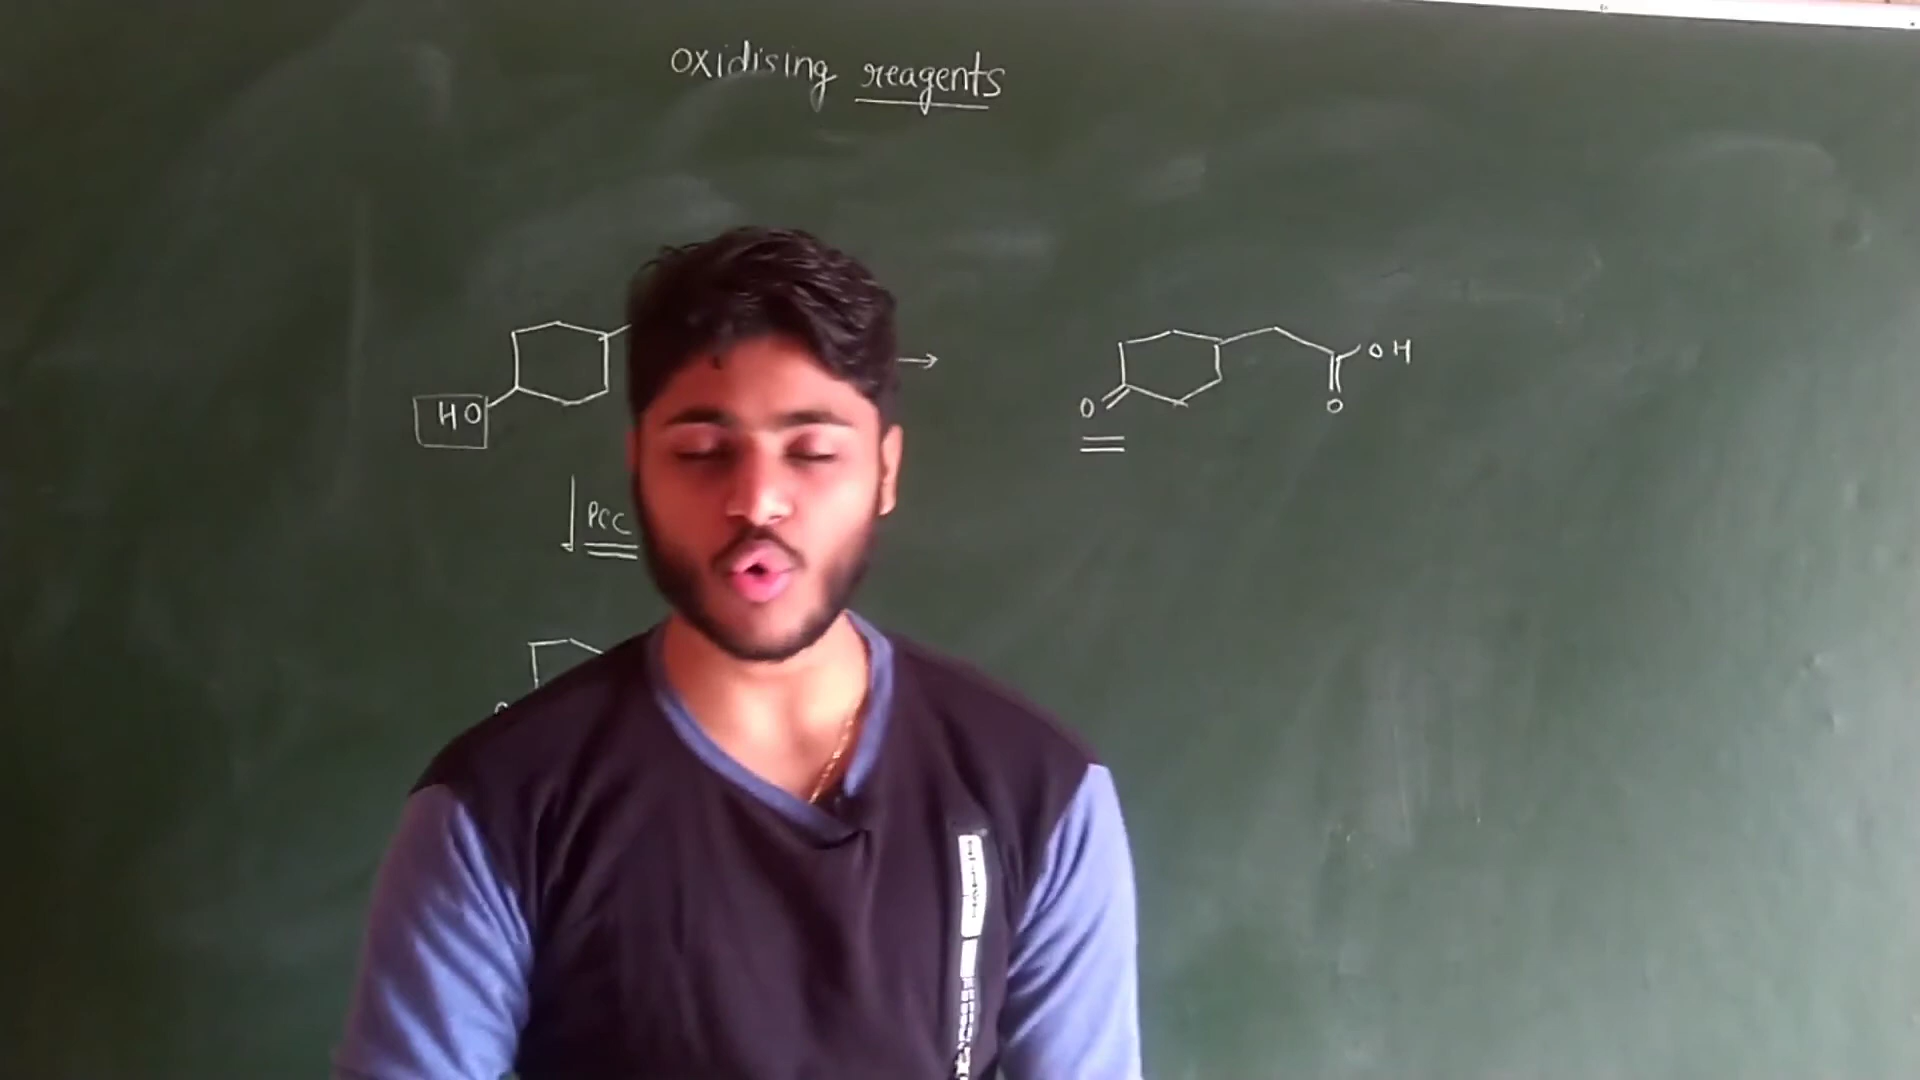 oxidising reagents
HO
OH
O
O
PCC